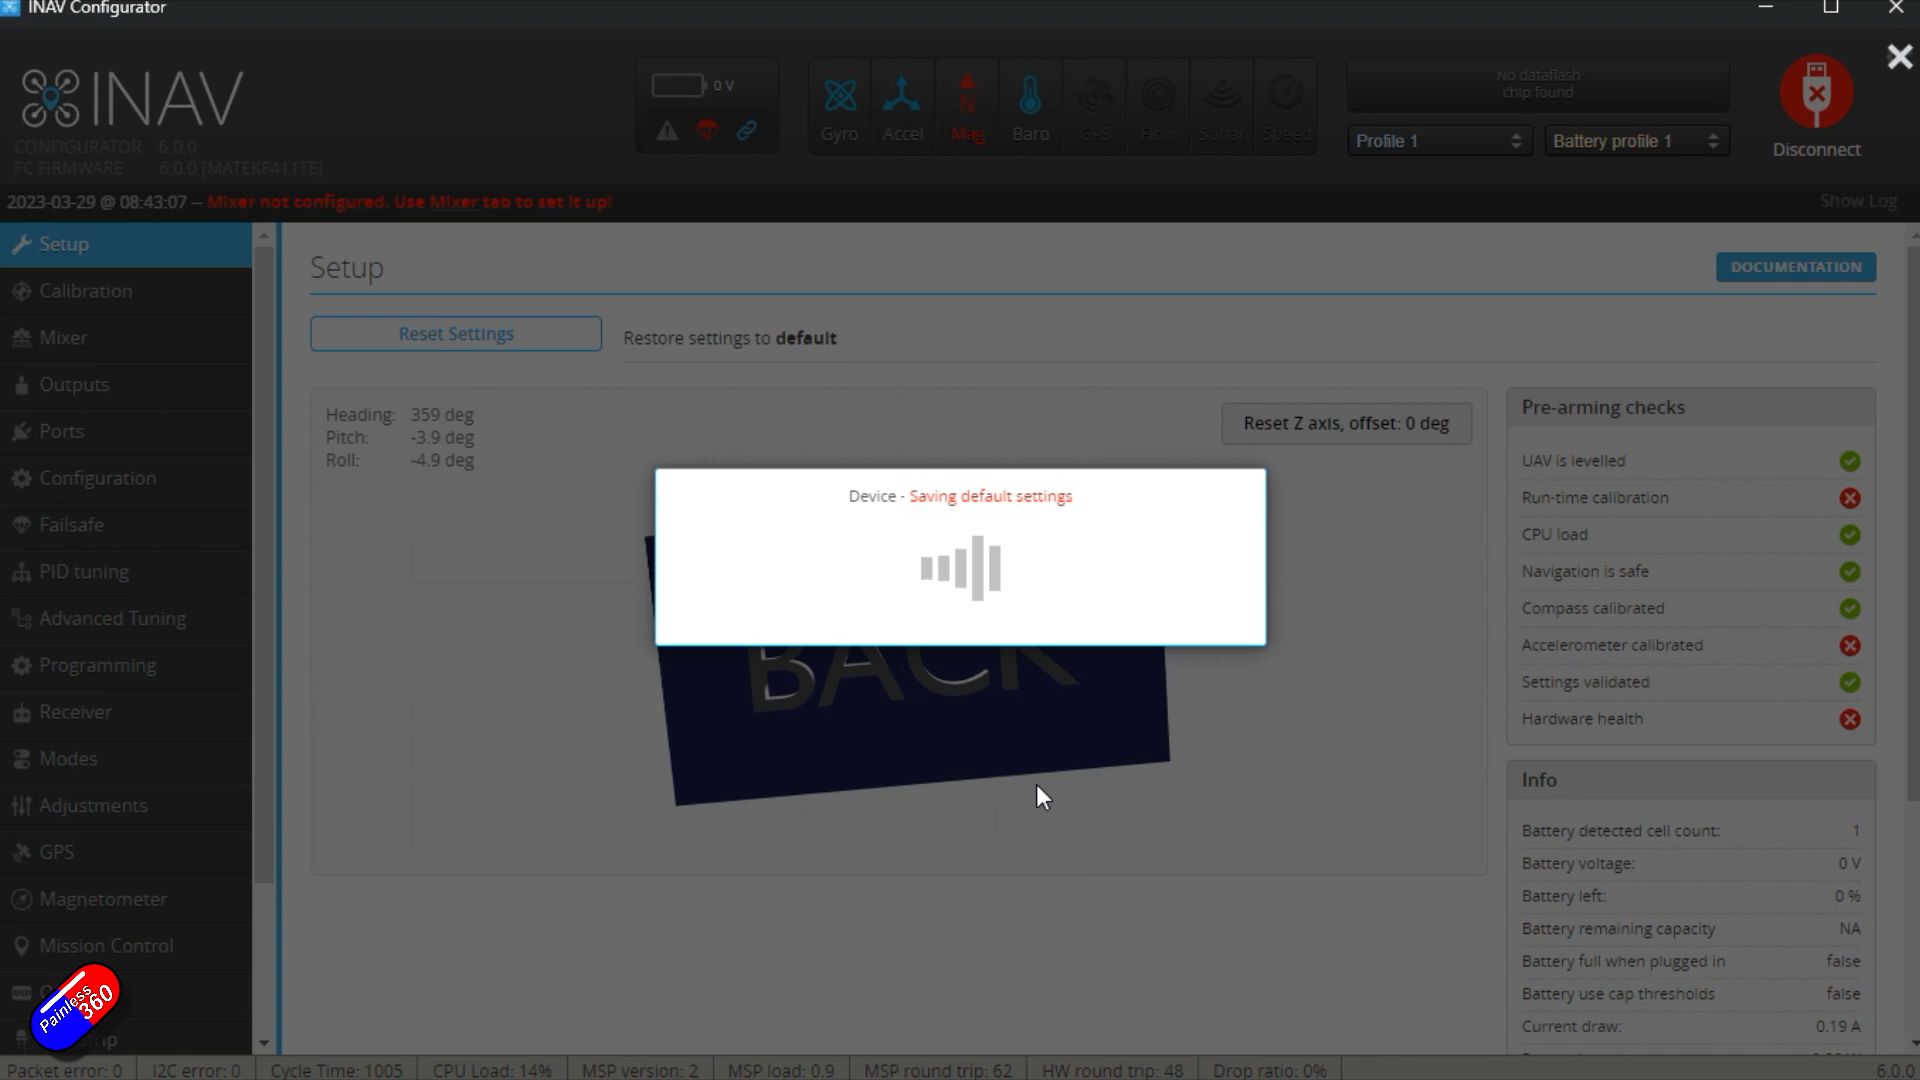 INAV Configurator
INAV
CONFIGURATOR 6.0.0
FC FIRMWARE 6.0.0 [MATEKF411TE]
0 V
Gyro
Accel
Mag
Baro
GPS
Flow
Sonar
Speed
No dataflash
chip found
Profile 1
Battery profile 1
Disconnect
2023-03-29 @ 08:43:07 -- Mixer not configured. Use Mixer tab to set it up!
Show Log
Setup
Calibration
Mixer
Outputs
Ports
Configuration
Failsafe
PID tuning
Advanced Tuning
Programming
Receiver
Modes
Adjustments
GPS
Magnetometer
Mission Control
Painless
360
Setup
DOCUMENTATION
Reset Settings
Restore settings to default
Heading: 359 deg
Pitch: -3.9 deg
Roll: -4.9 deg
Reset Z axis, offset: 0 deg
Device - Saving default settings
BACK
Pre-arming checks
UAV is levelled
Run-time calibration
CPU load
Navigation is safe
Compass calibrated
Accelerometer calibrated
Settings validated
Hardware health
Info
Battery detected cell count: 1
Battery voltage: 0 V
Battery left: 0 %
Battery remaining capacity NA
Battery full when plugged in false
Battery use cap thresholds false
Current draw: 0.19 A
Packet error: 0
I2C error: 0
Cycle Time: 1005
CPU Load: 14%
MSP version: 2
MSP load: 0.9
MSP round trip: 62
HW round trip: 48
Drop ratio: 0%
6.0.0